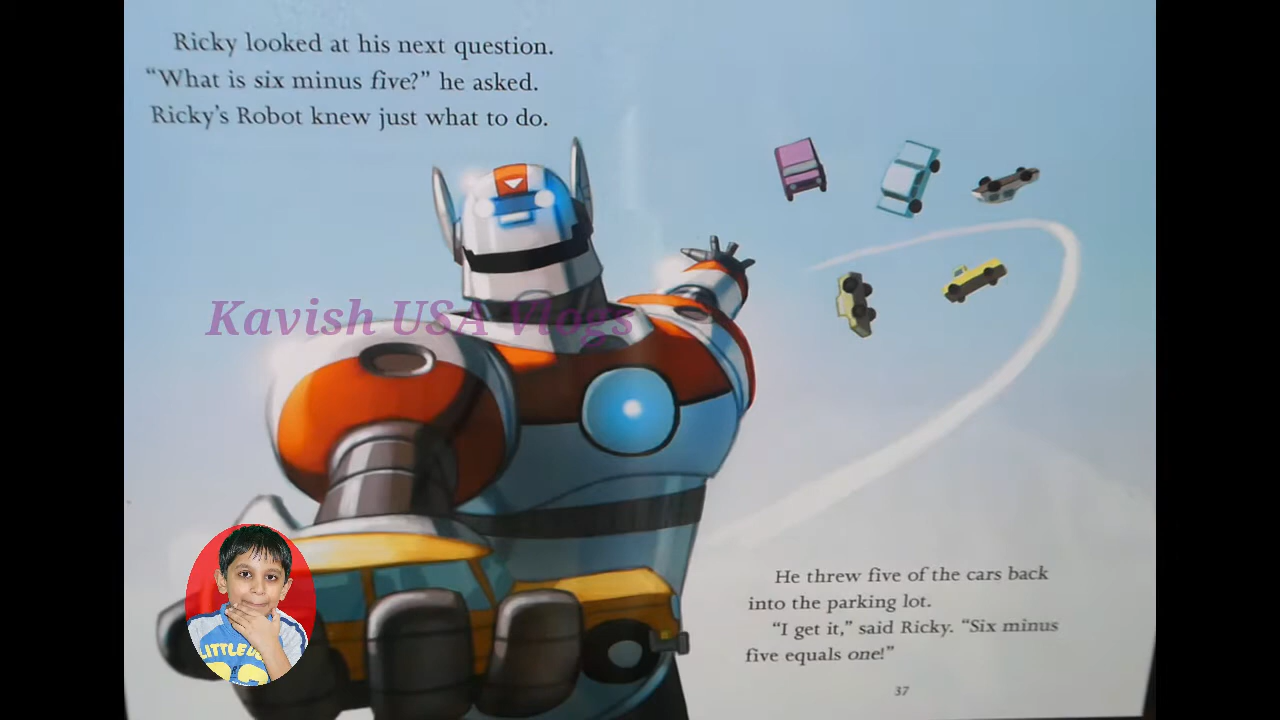 Ricky looked at his next question.
“What is six minus five?” he asked.
Ricky’s Robot knew just what to do.
Kavish USA Vlogs
He threw five of the cars back
into the parking lot.
“I get it,” said Ricky. “Six minus
five equals one!”
37